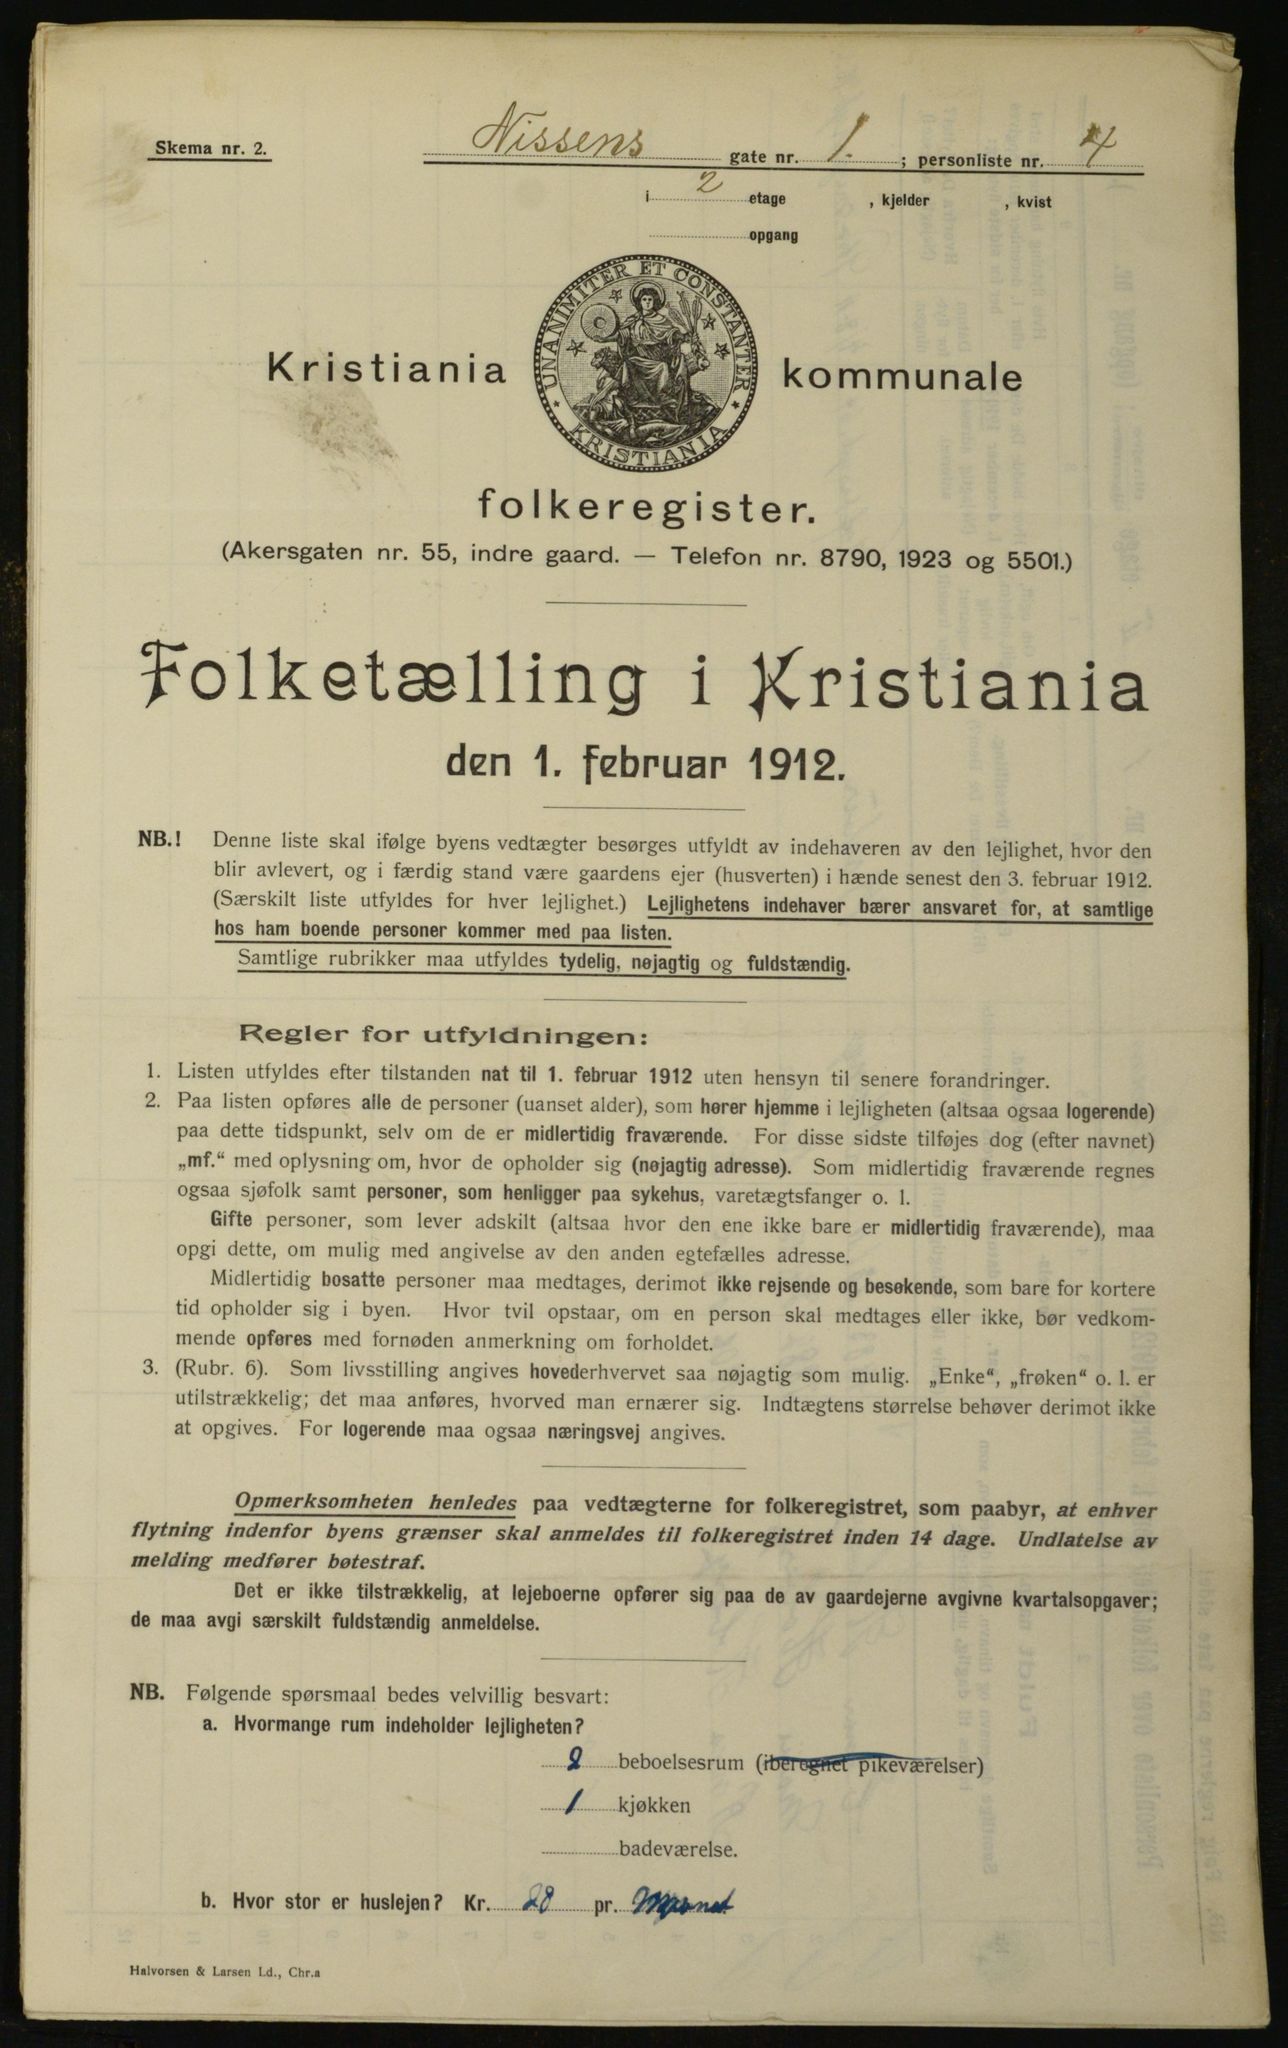 Skema nr. 2.
Nissens gate nr. 1. ; personliste nr. 4
i 2 etage , kjelder , kvist
opgang
UNANIMITER ET CONSTANTER
KRISTIANIA
Kristiania kommunale
folkeregister.
(Akersgaten nr. 55, indre gaard. — Telefon nr. 8790, 1923 og 5501.)
Folketælling i Kristiania
den 1. februar 1912.
NB.! Denne liste skal ifølge byens vedtægter besørges utfyldt av indehaveren av den lejlighet, hvor den
blir avlevert, og i færdig stand være gaardens ejer (husverten) i hænde senest den 3. februar 1912.
(Særskilt liste utfyldes for hver lejlighet.) Lejlighetens indehaver bærer ansvaret for, at samtlige
hos ham boende personer kommer med paa listen.
Samtlige rubrikker maa utfyldes tydelig, nøjagtig og fuldstændig.
Regler for utfyldningen:
1. Listen utfyldes efter tilstanden nat til 1. februar 1912 uten hensyn til senere forandringer.
2. Paa listen opføres alle de personer (uanset alder), som hører hjemme i lejligheten (altsaa ogsaa logerende)
paa dette tidspunkt, selv om de er midlertidig fraværende. For disse sidste tilføjes dog (efter navnet)
„mf.“ med oplysning om, hvor de opholder sig (nøjagtig adresse). Som midlertidig fraværende regnes
ogsaa sjøfolk samt personer, som henligger paa sykehus, varetægtsfanger o. l.
Gifte personer, som lever adskilt (altsaa hvor den ene ikke bare er midlertidig fraværende), maa
opgi dette, om mulig med angivelse av den anden egtefælles adresse.
Midlertidig bosatte personer maa medtages, derimot ikke rejsende og besøkende, som bare for kortere
tid opholder sig i byen. Hvor tvil opstaar, om en person skal medtages eller ikke, bør vedkom-
mende opføres med fornøden anmerkning om forholdet.
3. (Rubr. 6). Som livsstilling angives hovederhvervet saa nøjagtig som mulig. „Enke“, „frøken“ o. l. er
utilstrækkelig; det maa anføres, hvorved man ernærer sig. Indtægtens størrelse behøver derimot ikke
at opgives. For logerende maa ogsaa næringsvej angives.
Opmerksomheten henledes paa vedtægterne for folkeregistret, som paabyr, at enhver
flytning indenfor byens grænser skal anmeldes til folkeregistret inden 14 dage. Undlatelse av
melding medfører bøtestraf.
Det er ikke tilstrækkelig, at lejeboerne opfører sig paa de av gaardejerne avgivne kvartalsopgaver;
de maa avgi særskilt fuldstændig anmeldelse.
NB. Følgende spørsmaal bedes velvillig besvart:
a. Hvormange rum indeholder lejligheten?
2 beboelsesrum (iberegnet pikeværelser)
1 kjøkken
badeværelse.
b. Hvor stor er huslejen? Kr. 28 pr. Maanet
Halvorsen & Larsen Ld., Chr.a